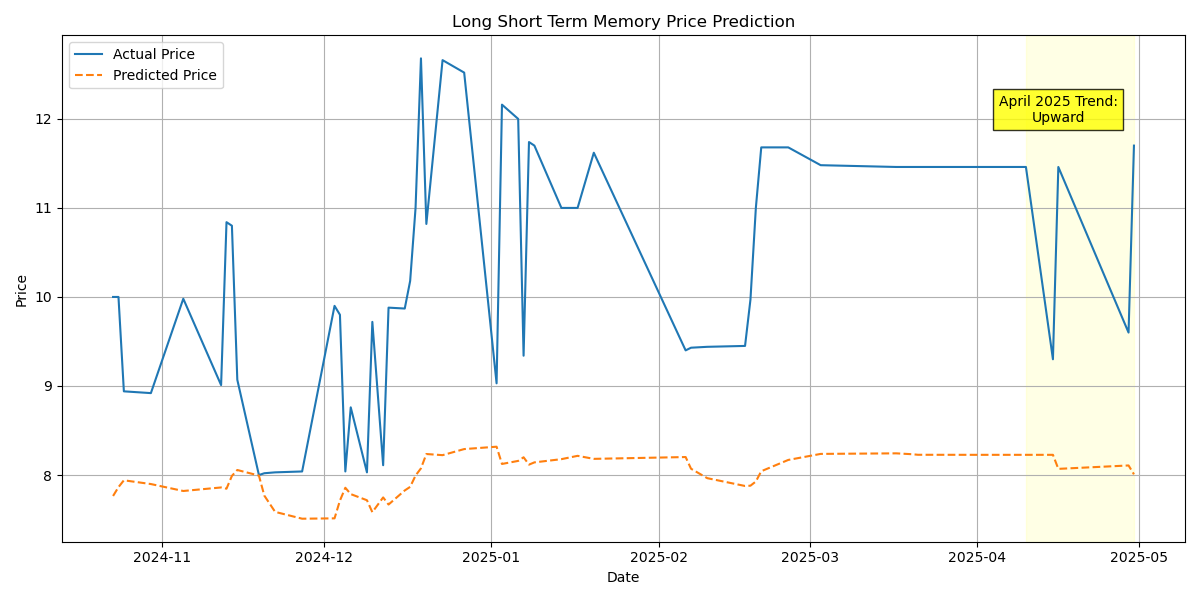 Long Short Term Memory Price Prediction
Actual Price
Predicted Price
April 2025 Trend:
Upward
Price
12
11
10
9
8
2024-11
2024-12
2025-01
2025-02
2025-03
2025-04
2025-05
Date